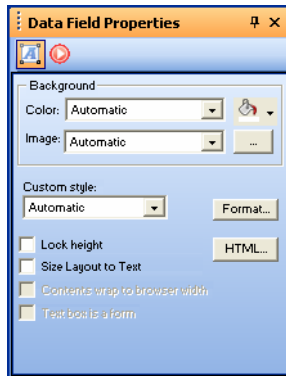 Data Field Properties
Background
Color: Automatic
Image: Automatic ...
Custom style:
Automatic Format...
Lock height HTML...
Size Layout to Text
Contents wrap to browser width
Text box is a form